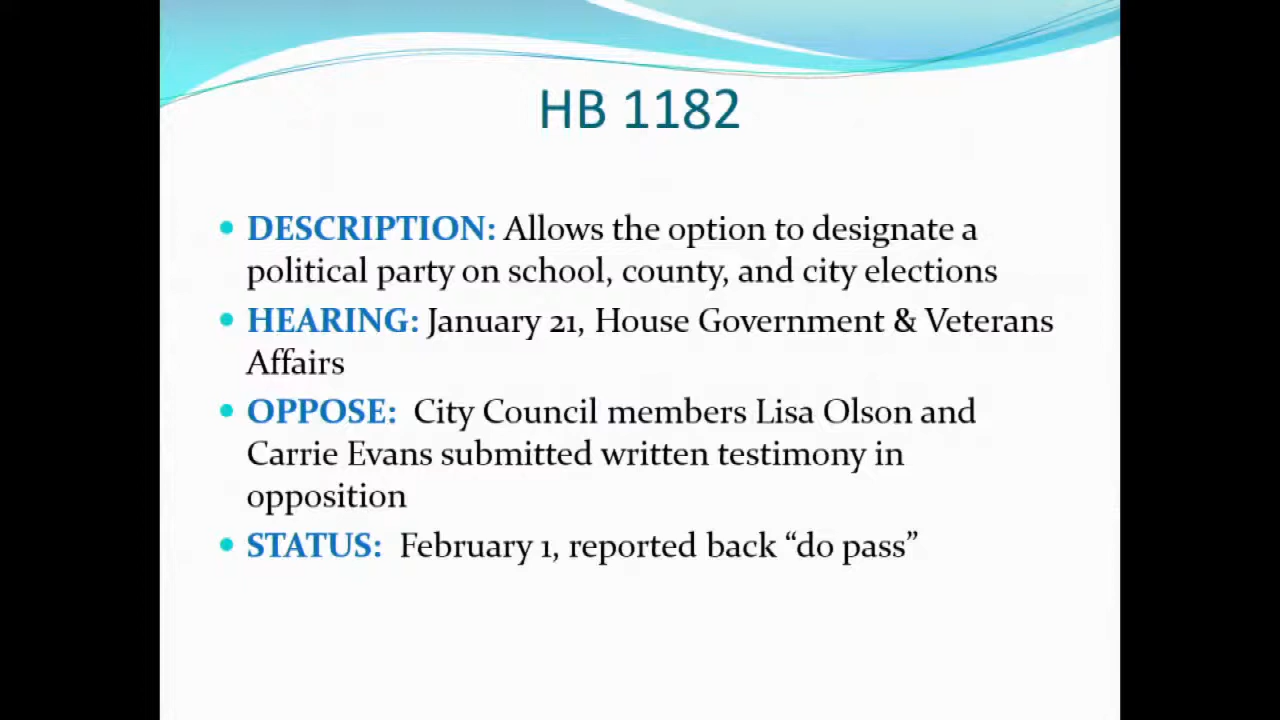 HB 1182
• DESCRIPTION: Allows the option to designate a
political party on school, county, and city elections
• HEARING: January 21, House Government & Veterans
Affairs
• OPPOSE: City Council members Lisa Olson and
Carrie Evans submitted written testimony in
opposition
• STATUS: February 1, reported back “do pass”